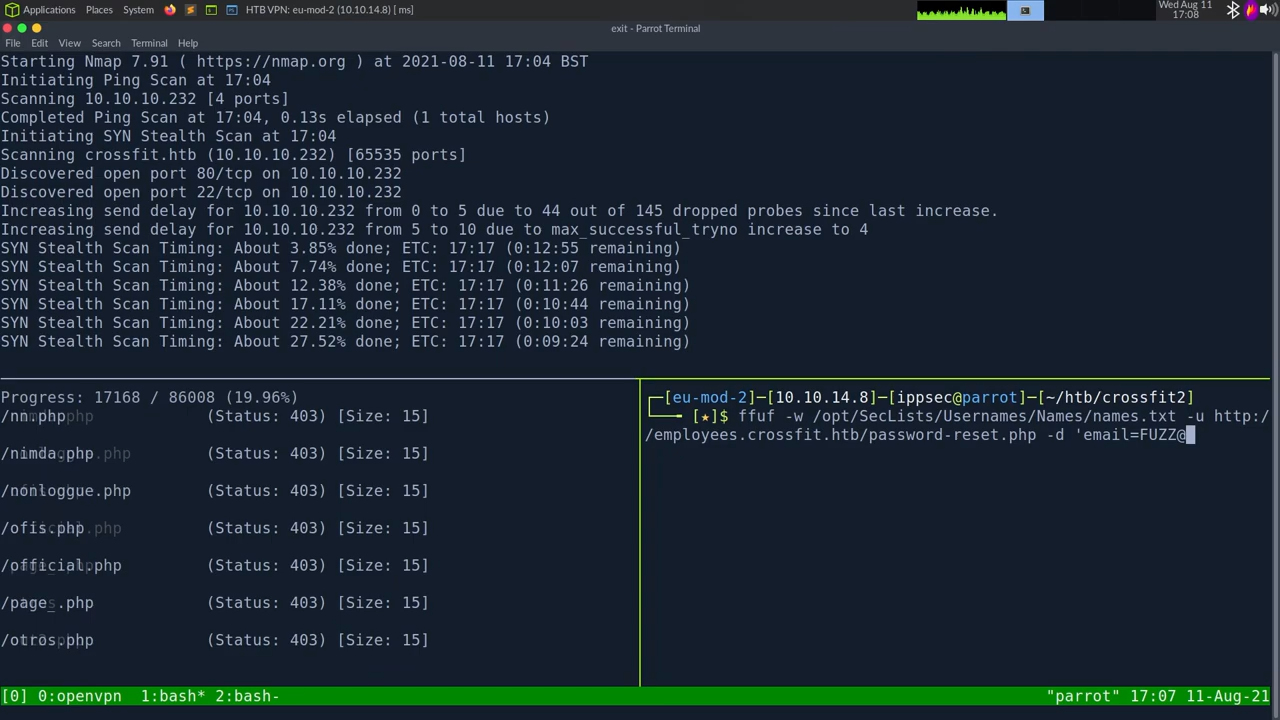 Applications Places System HTB VPN: eu-mod-2 (10.10.14.8) [ ms] Wed Aug 11
17:08
exit - Parrot Terminal
File Edit View Search Terminal Help
Starting Nmap 7.91 ( https://nmap.org ) at 2021-08-11 17:04 BST
Initiating Ping Scan at 17:04
Scanning 10.10.10.232 [4 ports]
Completed Ping Scan at 17:04, 0.13s elapsed (1 total hosts)
Initiating SYN Stealth Scan at 17:04
Scanning crossfit.htb (10.10.10.232) [65535 ports]
Discovered open port 80/tcp on 10.10.10.232
Discovered open port 22/tcp on 10.10.10.232
Increasing send delay for 10.10.10.232 from 0 to 5 due to 44 out of 145 dropped probes since last increase.
Increasing send delay for 10.10.10.232 from 5 to 10 due to max_successful_tryno increase to 4
SYN Stealth Scan Timing: About 3.85% done; ETC: 17:17 (0:12:55 remaining)
SYN Stealth Scan Timing: About 7.74% done; ETC: 17:17 (0:12:07 remaining)
SYN Stealth Scan Timing: About 12.38% done; ETC: 17:17 (0:11:26 remaining)
SYN Stealth Scan Timing: About 17.11% done; ETC: 17:17 (0:10:44 remaining)
SYN Stealth Scan Timing: About 22.21% done; ETC: 17:17 (0:10:03 remaining)
SYN Stealth Scan Timing: About 27.52% done; ETC: 17:17 (0:09:24 remaining)
Progress: 17168 / 86008 (19.96%)
(Status: 403) [Size: 15]
/nimda.php (Status: 403) [Size: 15]
(Status: 403) [Size: 15]
/ofis.php (Status: 403) [Size: 15]
/official.php (Status: 403) [Size: 15]
/page_.php (Status: 403) [Size: 15]
/outros.php (Status: 403) [Size: 15]
┌─[eu-mod-2]─[10.10.14.8]─[ippsec@parrot]─[~/htb/crossfit2]
└──╼ [★]$ ffuf -w /opt/SecLists/Usernames/Names/names.txt -u http:/
/employees.crossfit.htb/password-reset.php -d 'email=FUZZ@
[0] 0:openvpn 1:bash* 2:bash- "parrot" 17:07 11-Aug-21